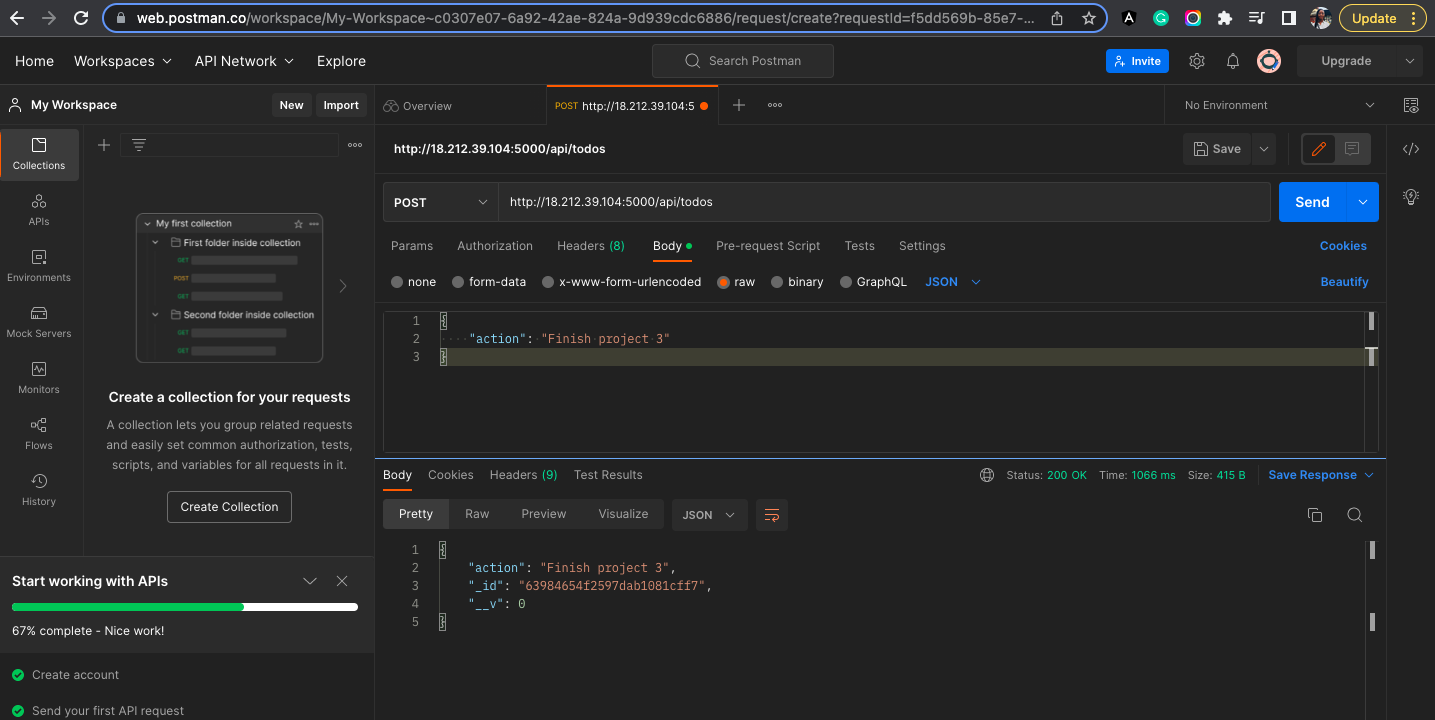 web.postman.co/workspace/My-Workspace~c0307e07-6a92-42ae-824a-9d939cdc6886/request/create?requestId=f5dd569b-85e7-...
Update
Home
Workspaces
API Network
Explore
Search Postman
Invite
Upgrade
My Workspace
New
Import
Overview
POST http://18.212.39.104:5
No Environment
Collections
APIs
Environments
Mock Servers
Monitors
Flows
History
My first collection
First folder inside collection
GET
POST
GET
Second folder inside collection
GET
GET
Create a collection for your requests
A collection lets you group related requests
and easily set common authorization, tests,
scripts, and variables for all requests in it.
Create Collection
Start working with APIs
67% complete - Nice work!
Create account
Send your first API request
http://18.212.39.104:5000/api/todos
Save
POST
http://18.212.39.104:5000/api/todos
Send
Params
Authorization
Headers (8)
Body
Pre-request Script
Tests
Settings
Cookies
none
form-data
x-www-form-urlencoded
raw
binary
GraphQL
JSON
Beautify
1 {
2 "action": "Finish project 3"
3 }
Body
Cookies
Headers (9)
Test Results
Status: 200 OK
Time: 1066 ms
Size: 415 B
Save Response
Pretty
Raw
Preview
Visualize
JSON
1 {
2 "action": "Finish project 3",
3 "_id": "63984654f2597dab1081cff7",
4 "__v": 0
5 }